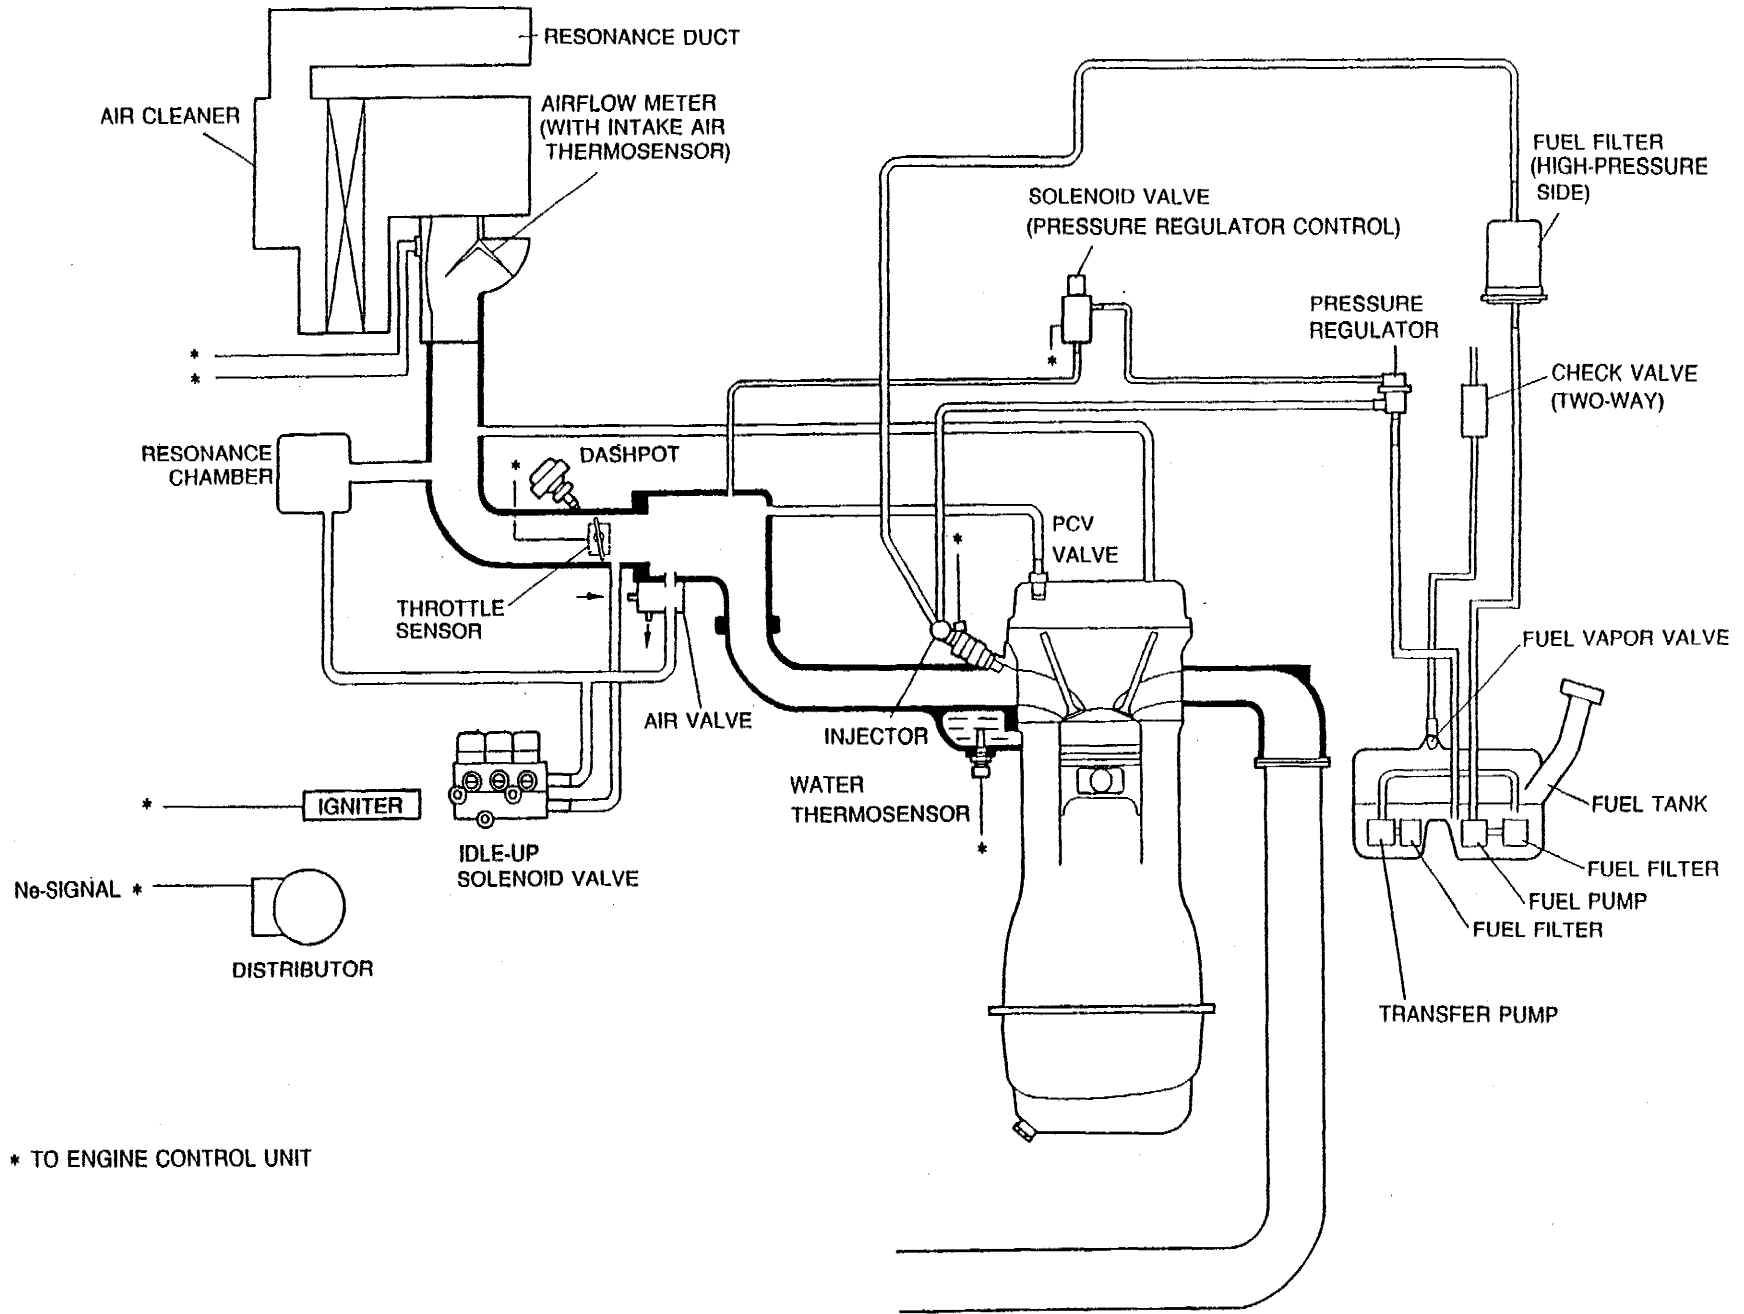 RESONANCE DUCT
AIR CLEANER
AIRFLOW METER
(WITH INTAKE AIR
THERMOSENSOR)
FUEL FILTER
(HIGH-PRESSURE
SIDE)
SOLENOID VALVE
(PRESSURE REGULATOR CONTROL)
PRESSURE
REGULATOR
*
*
*
CHECK VALVE
(TWO-WAY)
RESONANCE
CHAMBER
*
DASHPOT
PCV
VALVE
*
THROTTLE
SENSOR
FUEL VAPOR VALVE
AIR VALVE
INJECTOR
WATER
THERMOSENSOR
*
* IGNITER
FUEL TANK
IDLE-UP
SOLENOID VALVE
FUEL FILTER
FUEL PUMP
FUEL FILTER
Ne-SIGNAL *
DISTRIBUTOR
TRANSFER PUMP
* TO ENGINE CONTROL UNIT